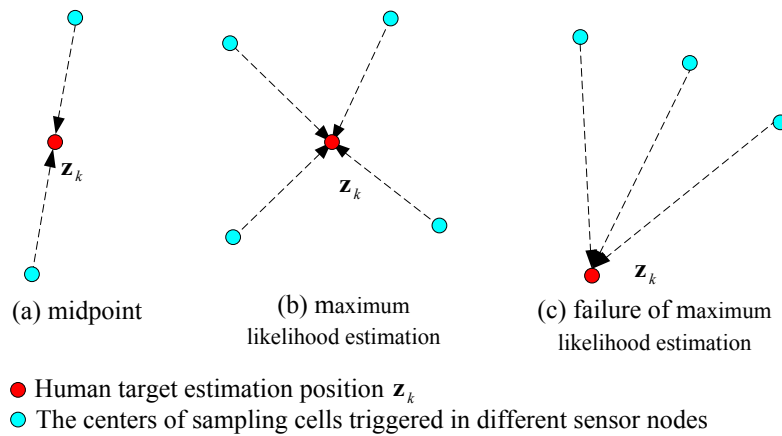 z_k
z_k
z_k
(a) midpoint
(b) maximum
likelihood estimation
(c) failure of maximum
likelihood estimation
Human target estimation position z_k
The centers of sampling cells triggered in different sensor nodes